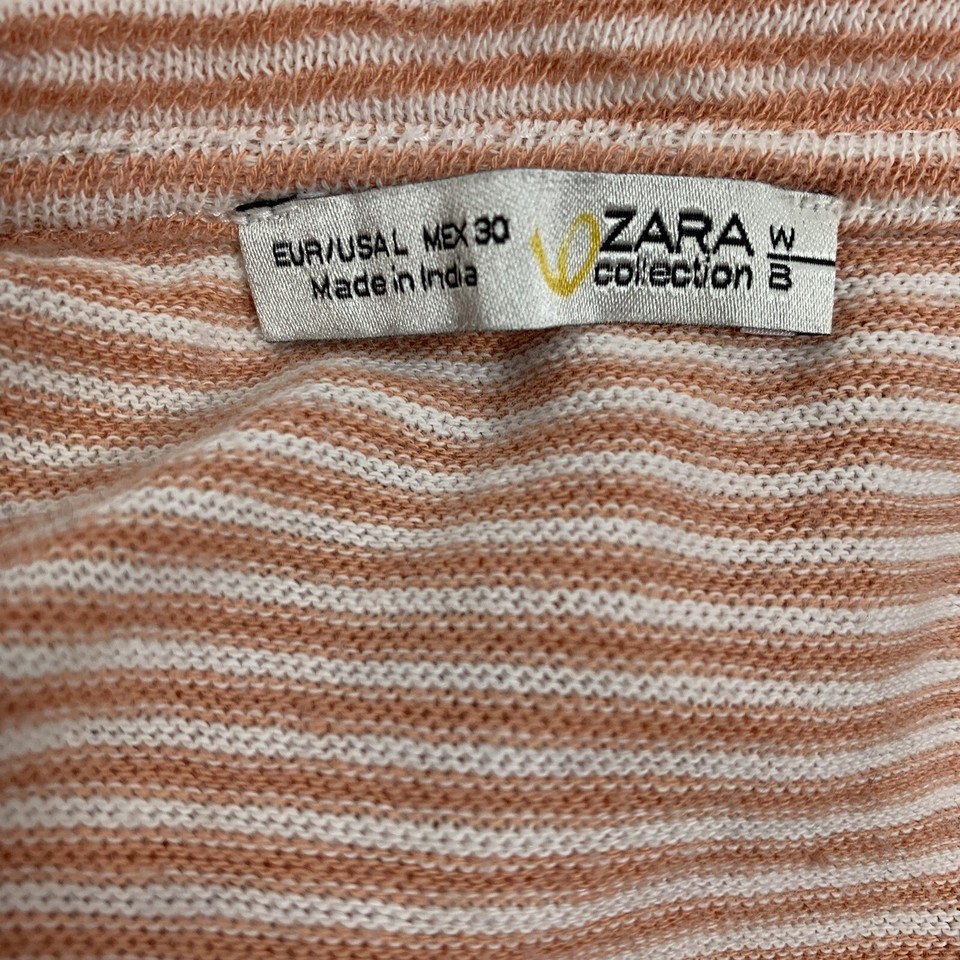 EUR/USA L MEX 30
Made in India
ZARA
collection
W
B